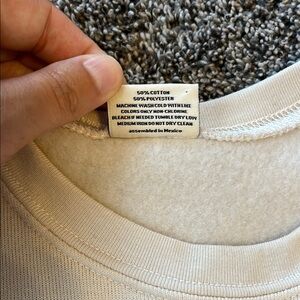 50% COTTON
50% POLYESTER
MACHINE WASH COLD WITH LIKE
COLORS ONLY NON-CHLORINE
BLEACH IF NEEDED TUMBLE DRY LOW
MEDIUM IRON DO NOT DRY CLEAN
assembled in Mexico